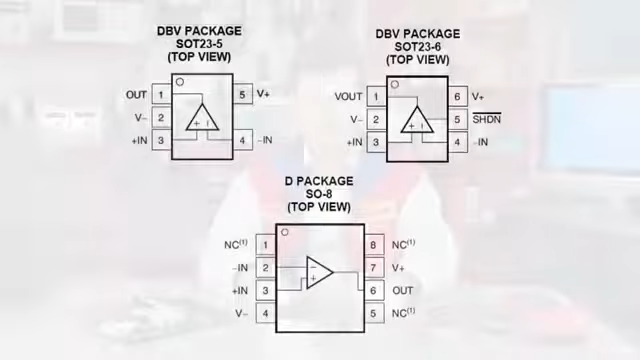 DBV PACKAGE
SOT23-5
(TOP VIEW)
OUT 1 5 V+
V− 2
+IN 3 4 −IN
+ −
DBV PACKAGE
SOT23-6
(TOP VIEW)
VOUT 1 6 V+
V− 2 5 SHDN
+IN 3 4 −IN
+ −
D PACKAGE
SO-8
(TOP VIEW)
NC(1) 1 8 NC(1)
−IN 2 7 V+
+IN 3 6 OUT
V− 4 5 NC(1)
−
+